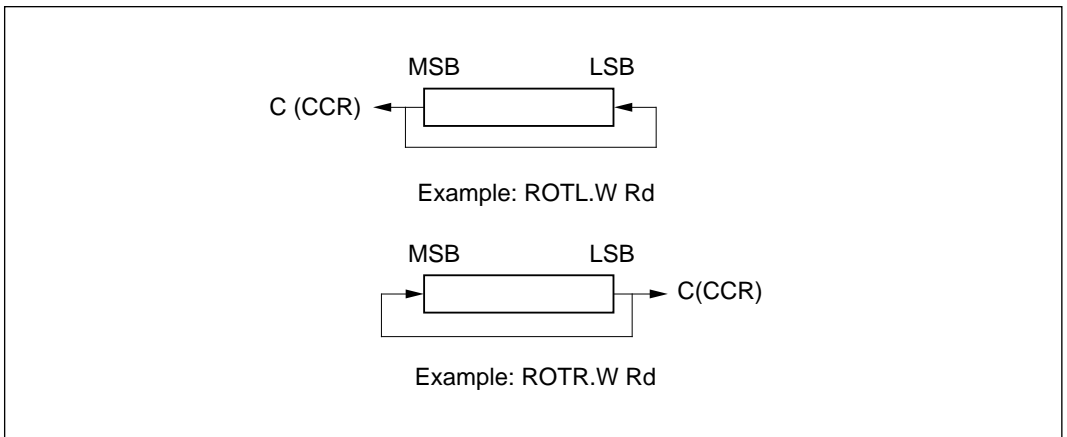 MSB LSB
C (CCR)
Example: ROTL.W Rd
MSB LSB
C(CCR)
Example: ROTR.W Rd